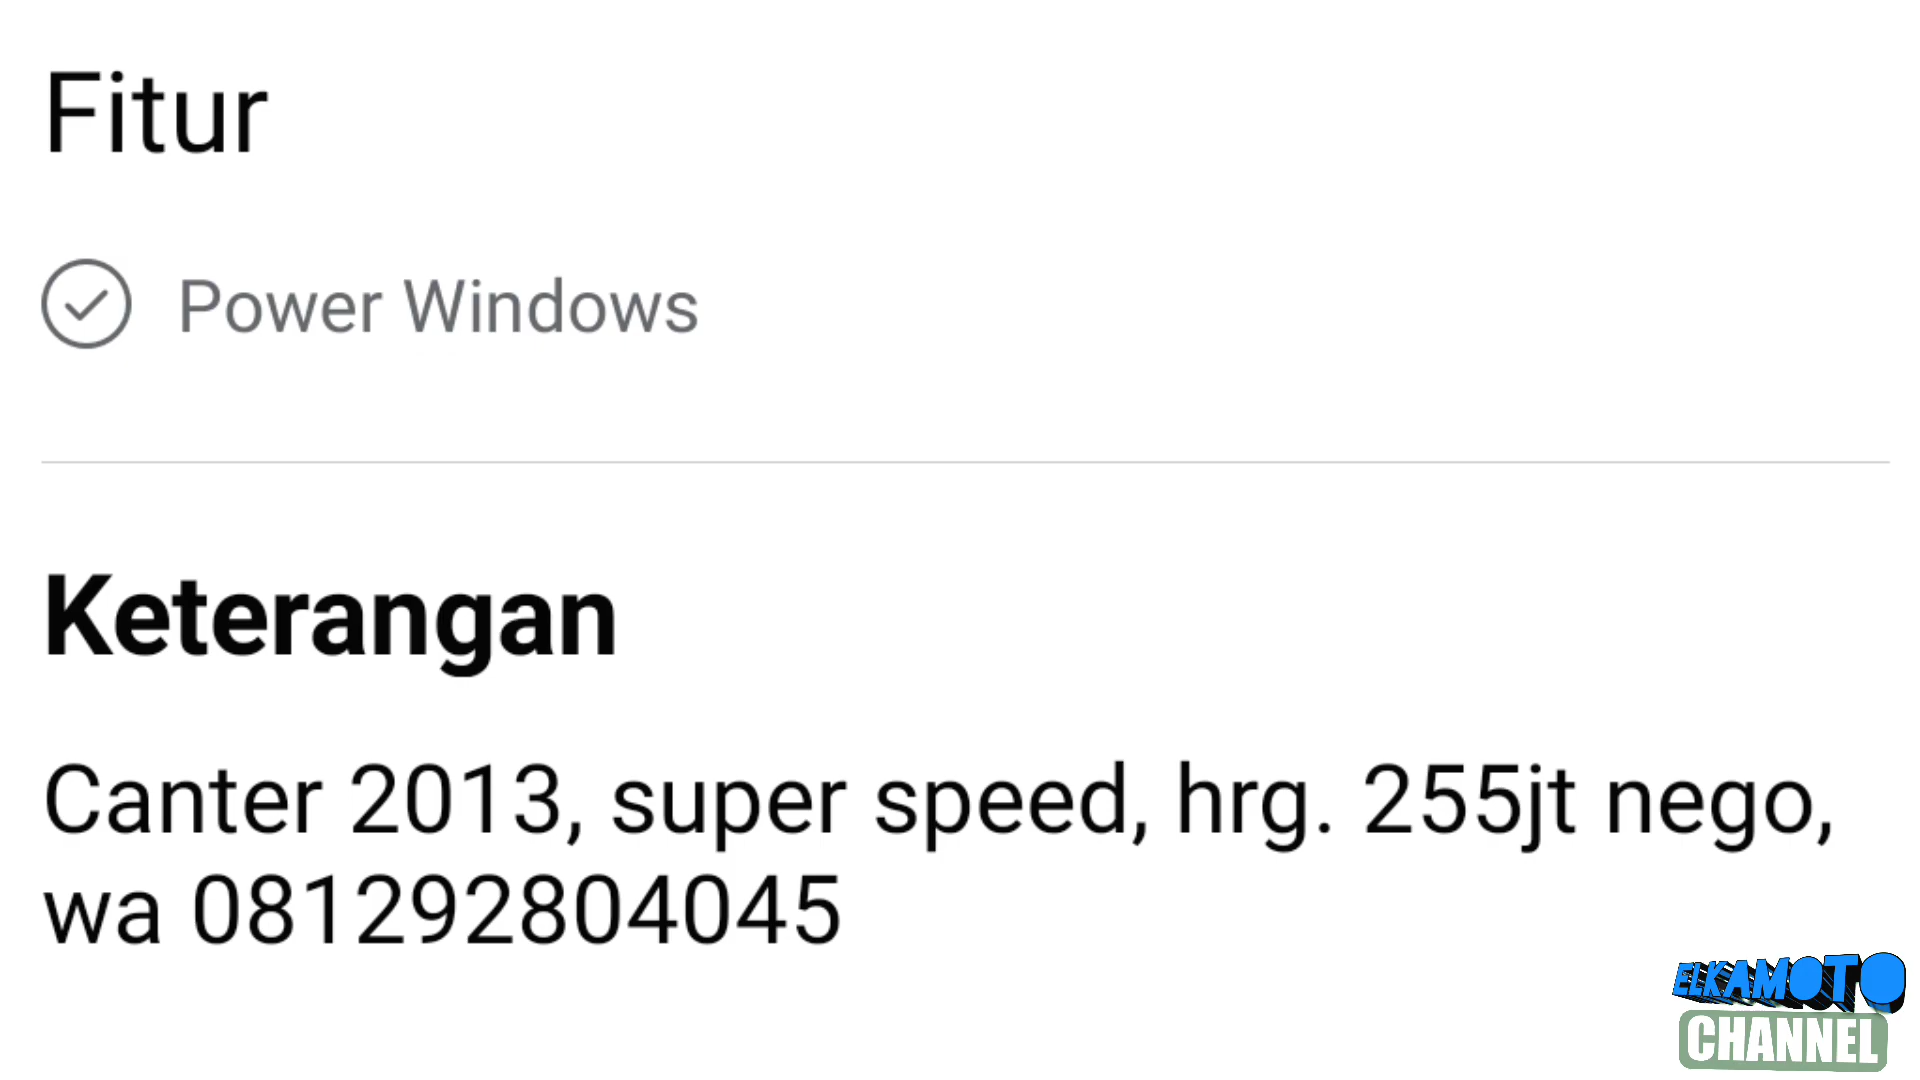 Fitur
Power Windows
Keterangan
Canter 2013, super speed, hrg. 255jt nego,
wa 081292804045
ELKAMOTO
CHANNEL